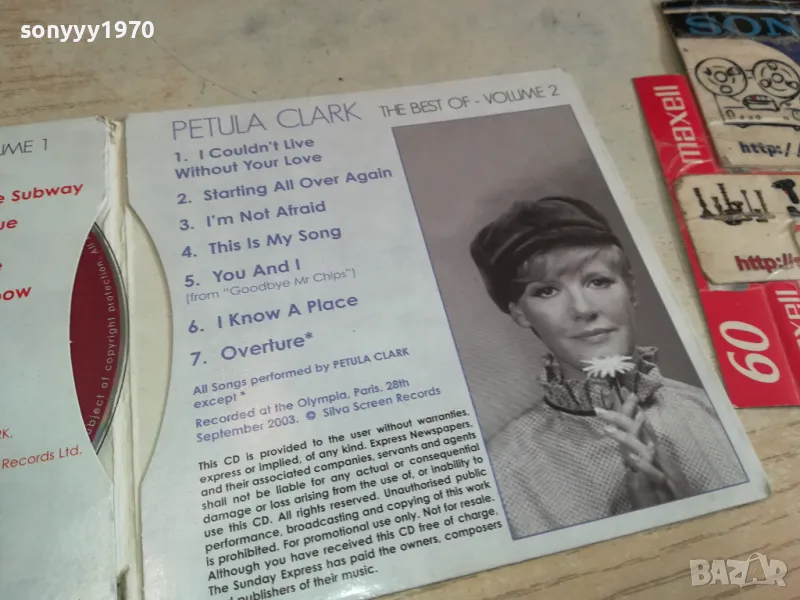 sonyyy1970
UME 1
e Subway
ue
e
bow
RK.
Records Ltd.
bject of copyright protection. All
PETULA CLARK THE BEST OF - VOLUME 2
1. I Couldn't Live
Without Your Love
2. Starting All Over Again
3. I'm Not Afraid
4. This Is My Song
5. You And I
(from "Goodbye Mr Chips")
6. I Know A Place
7. Overture*
All Songs performed by PETULA CLARK
except *
Recorded at the Olympia, Paris, 28th
September 2003. © Silva Screen Records
This CD is provided to the user without warranties,
express or implied, of any kind. Express Newspapers,
and their associated companies, servants and agents
shall not be liable for any actual or consequential
damage or loss arising from the use of, or inability to
use this CD. All rights reserved. Unauthorised public
performance, broadcasting and copying of this work
is prohibited. For promotional use only. Not for resale.
Although you have received this CD free of charge,
The Sunday Express has paid the owners, composers
publishers of their music.
SON
maxell
http://
http://
60
BAZAR